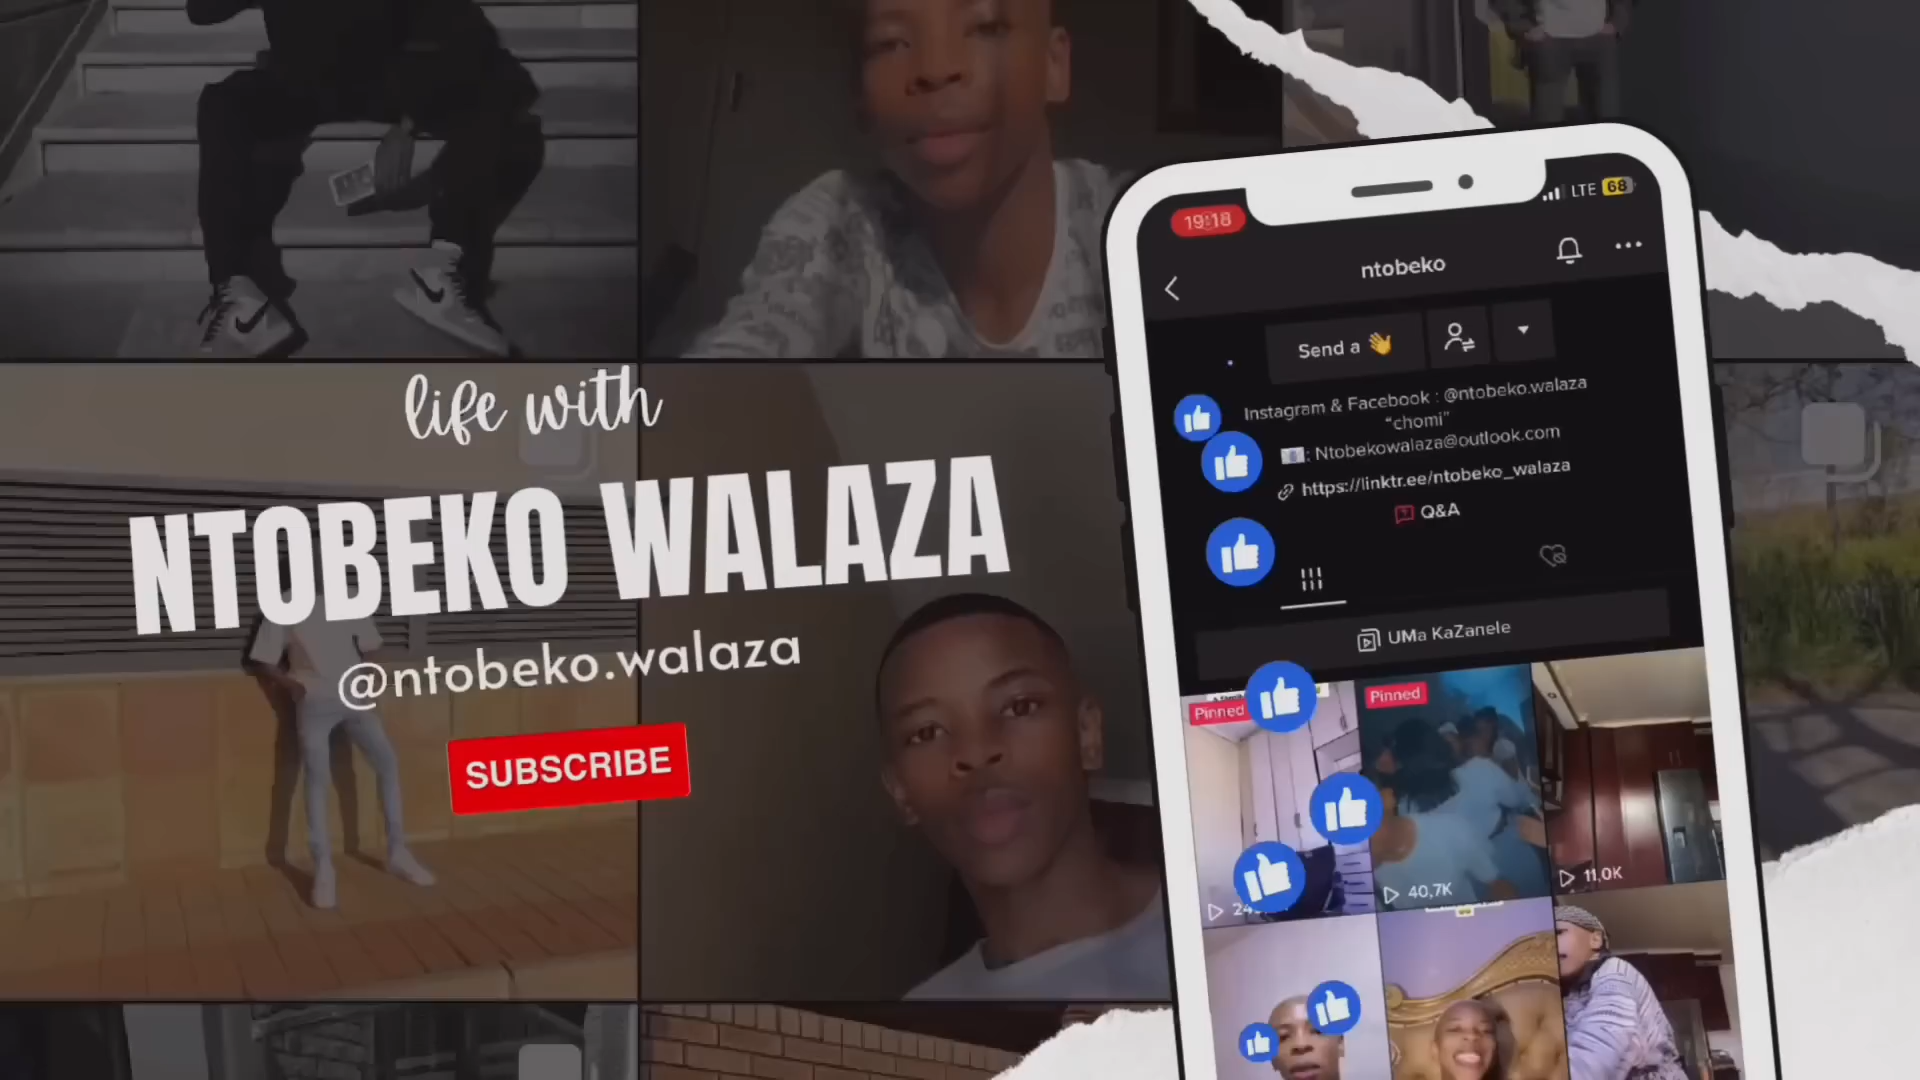 life with
NTOBEKO WALAZA
@ntobeko.walaza
SUBSCRIBE
19:18
LTE 68
ntobeko
Send a 👋
Instagram & Facebook : @ntobeko.walaza
“chomi”
📧: Ntobekowalaza@outlook.com
https://linktr.ee/ntobeko_walaza
Q&A
UMa KaZanele
Pinned
Pinned
40,7K
11,0K